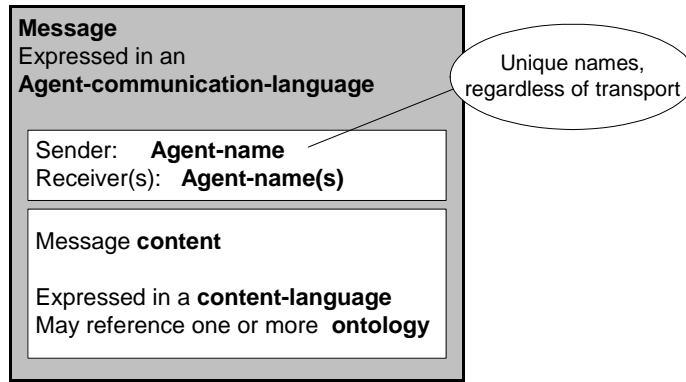 Message
Expressed in an
Agent-communication-language
Unique names,
regardless of transport
Sender: Agent-name
Receiver(s): Agent-name(s)
Message content
Expressed in a content-language
May reference one or more ontology